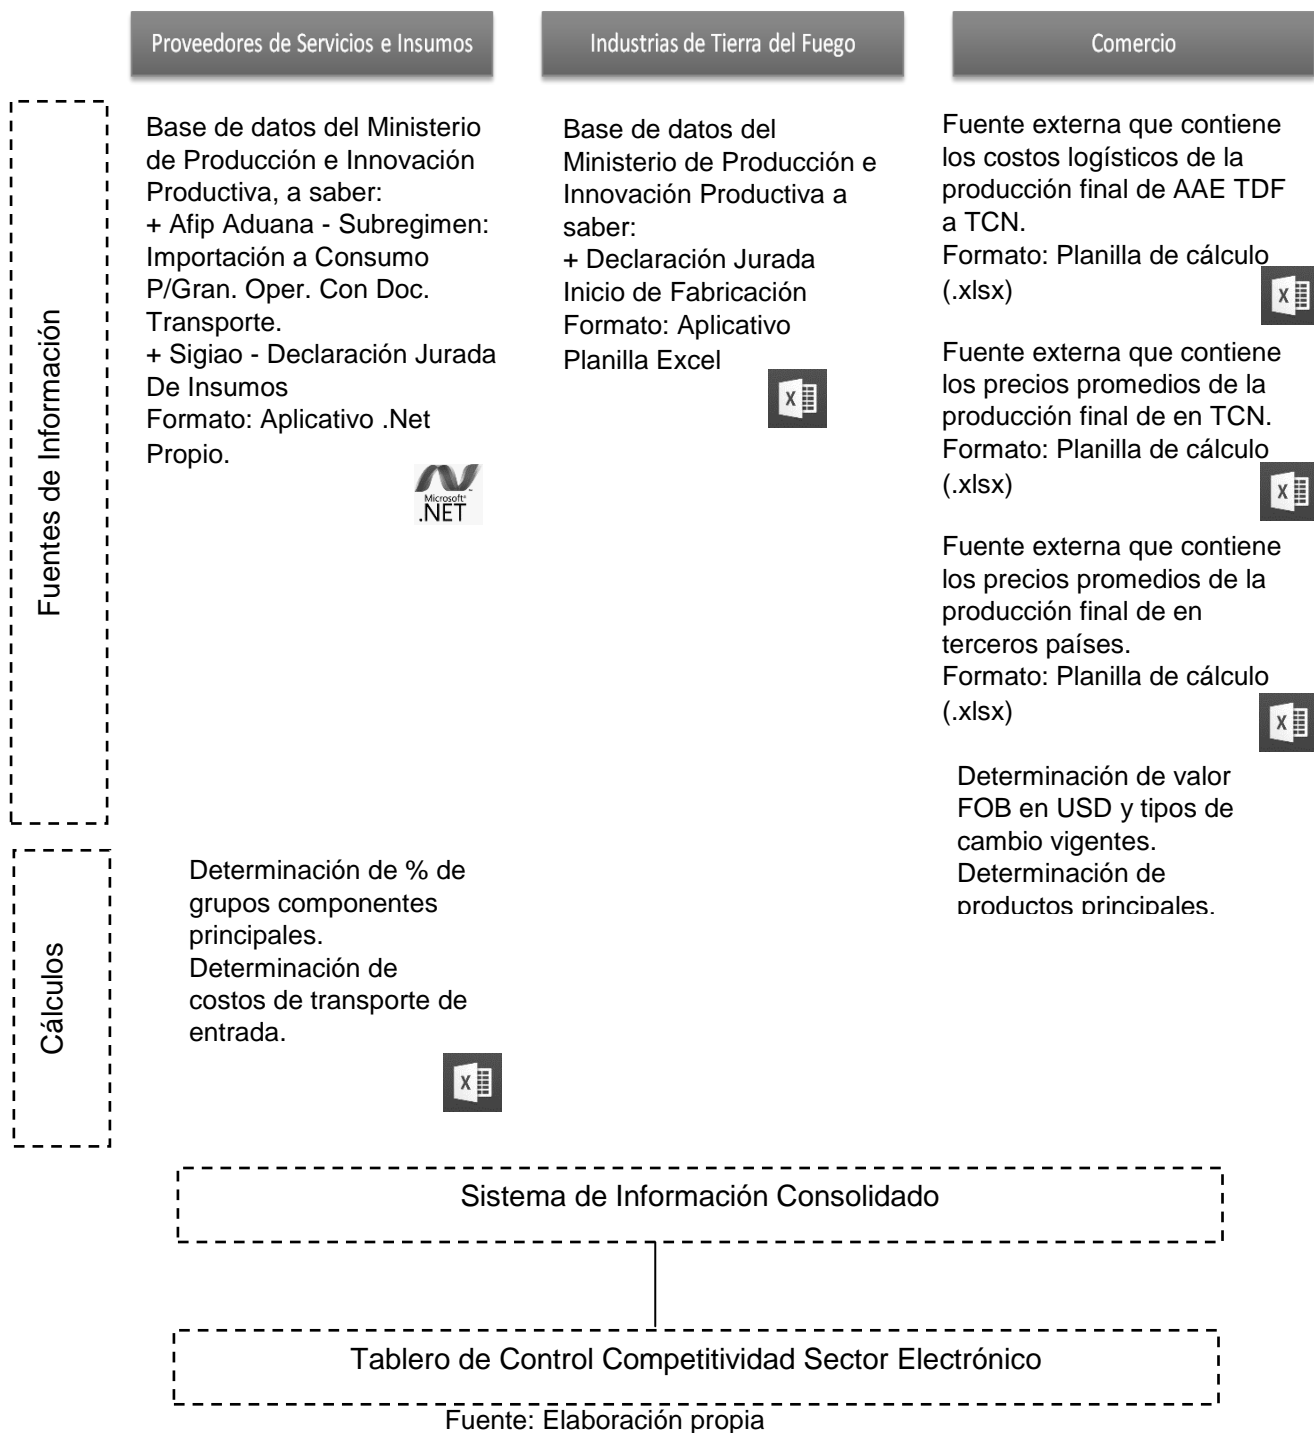 Proveedores de Servicios e Insumos
Industrias de Tierra del Fuego
Comercio
Fuentes de Información
Base de datos del Ministerio
de Producción e Innovación
Productiva, a saber:
+ Afip Aduana - Subregimen:
Importación a Consumo
P/Gran. Oper. Con Doc.
Transporte.
+ Sigiao - Declaración Jurada
De Insumos
Formato: Aplicativo .Net
Propio.
Microsoft
.NET
Base de datos del
Ministerio de Producción e
Innovación Productiva a
saber:
+ Declaración Jurada
Inicio de Fabricación
Formato: Aplicativo
Planilla Excel
X
Fuente externa que contiene
los costos logísticos de la
producción final de AAE TDF
a TCN.
Formato: Planilla de cálculo
(.xlsx)
X
Fuente externa que contiene
los precios promedios de la
producción final de en TCN.
Formato: Planilla de cálculo
(.xlsx)
X
Fuente externa que contiene
los precios promedios de la
producción final de en
terceros países.
Formato: Planilla de cálculo
(.xlsx)
X
Cálculos
Determinación de % de
grupos componentes
principales.
Determinación de
costos de transporte de
entrada.
X
Determinación de valor
FOB en USD y tipos de
cambio vigentes.
Determinación de
productos principales.
Sistema de Información Consolidado
Tablero de Control Competitividad Sector Electrónico
Fuente: Elaboración propia